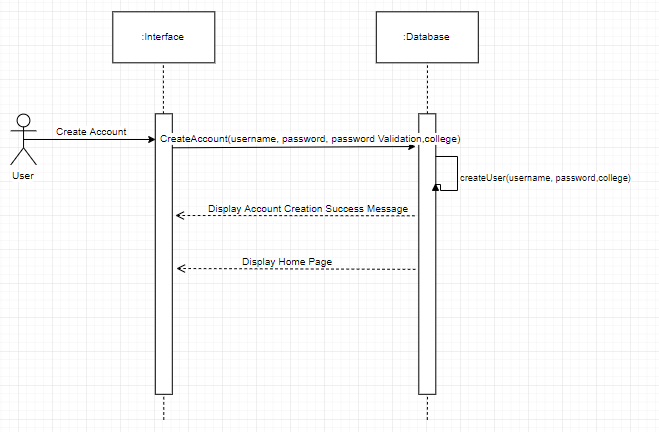 :Interface
:Database
Create Account
CreateAccount(username, password, password Validation,college)
User
createUser(username, password,college)
Display Account Creation Success Message
Display Home Page